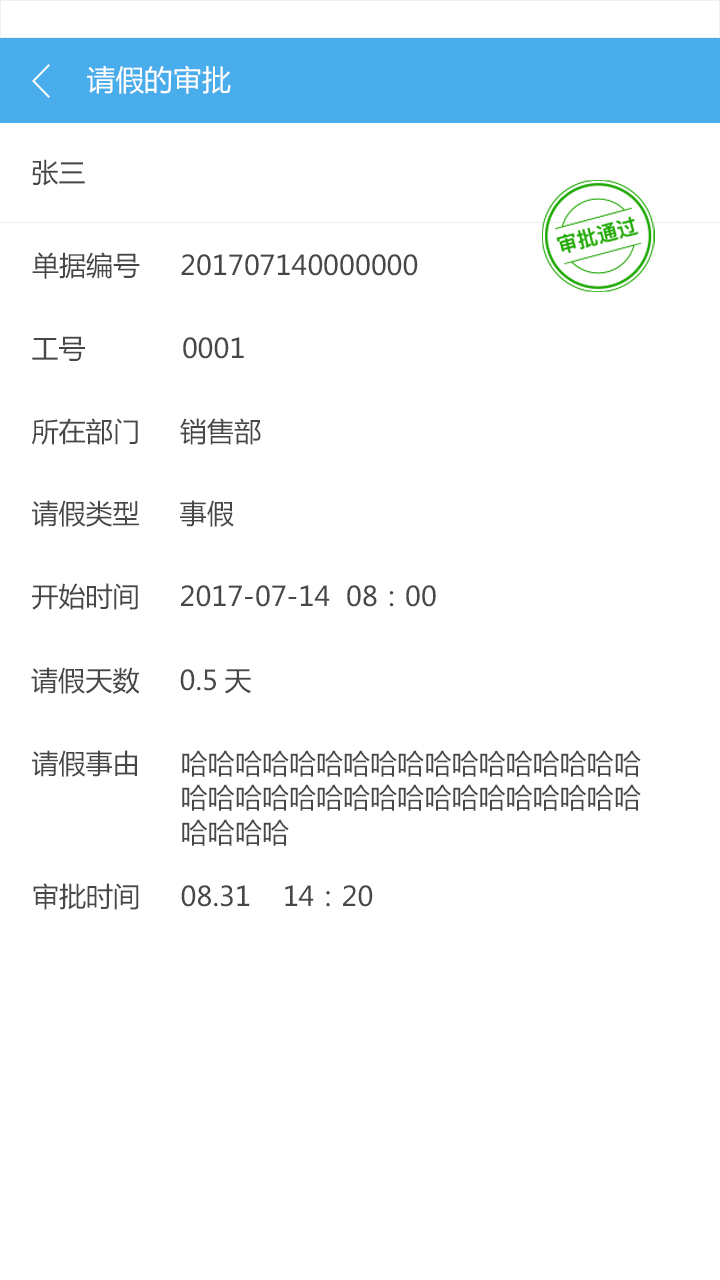 请假的审批
张三
审批通过
单据编号 201707140000000
工号 0001
所在部门 销售部
请假类型 事假
开始时间 2017-07-14 08：00
请假天数 0.5 天
请假事由 哈哈哈哈哈哈哈哈哈哈哈哈哈哈哈哈哈
哈哈哈哈哈哈哈哈哈哈哈哈哈哈哈哈哈
哈哈哈哈
审批时间 08.31 14：20